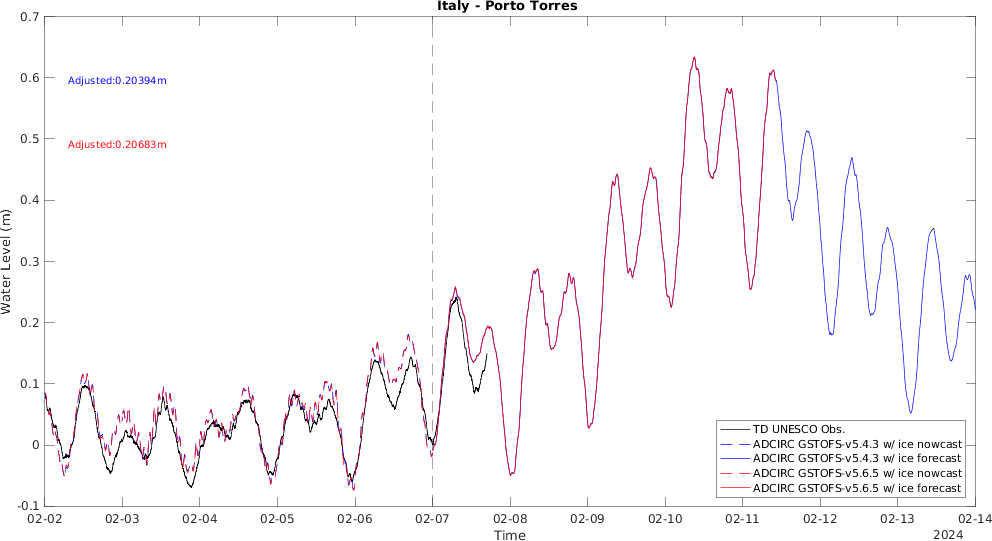 Italy - Porto Torres
0.7
0.6
0.5
0.4
0.3
0.2
0.1
0
-0.1
Water Level (m)
Adjusted:0.20394m
Adjusted:0.20683m
TD UNESCO Obs.
ADCIRC GSTOFS-v5.4.3 w/ ice nowcast
ADCIRC GSTOFS-v5.4.3 w/ ice forecast
ADCIRC GSTOFS-v5.6.5 w/ ice nowcast
ADCIRC GSTOFS-v5.6.5 w/ ice forecast
02-02 02-03 02-04 02-05 02-06 02-07 02-08 02-09 02-10 02-11 02-12 02-13 02-14
Time
2024